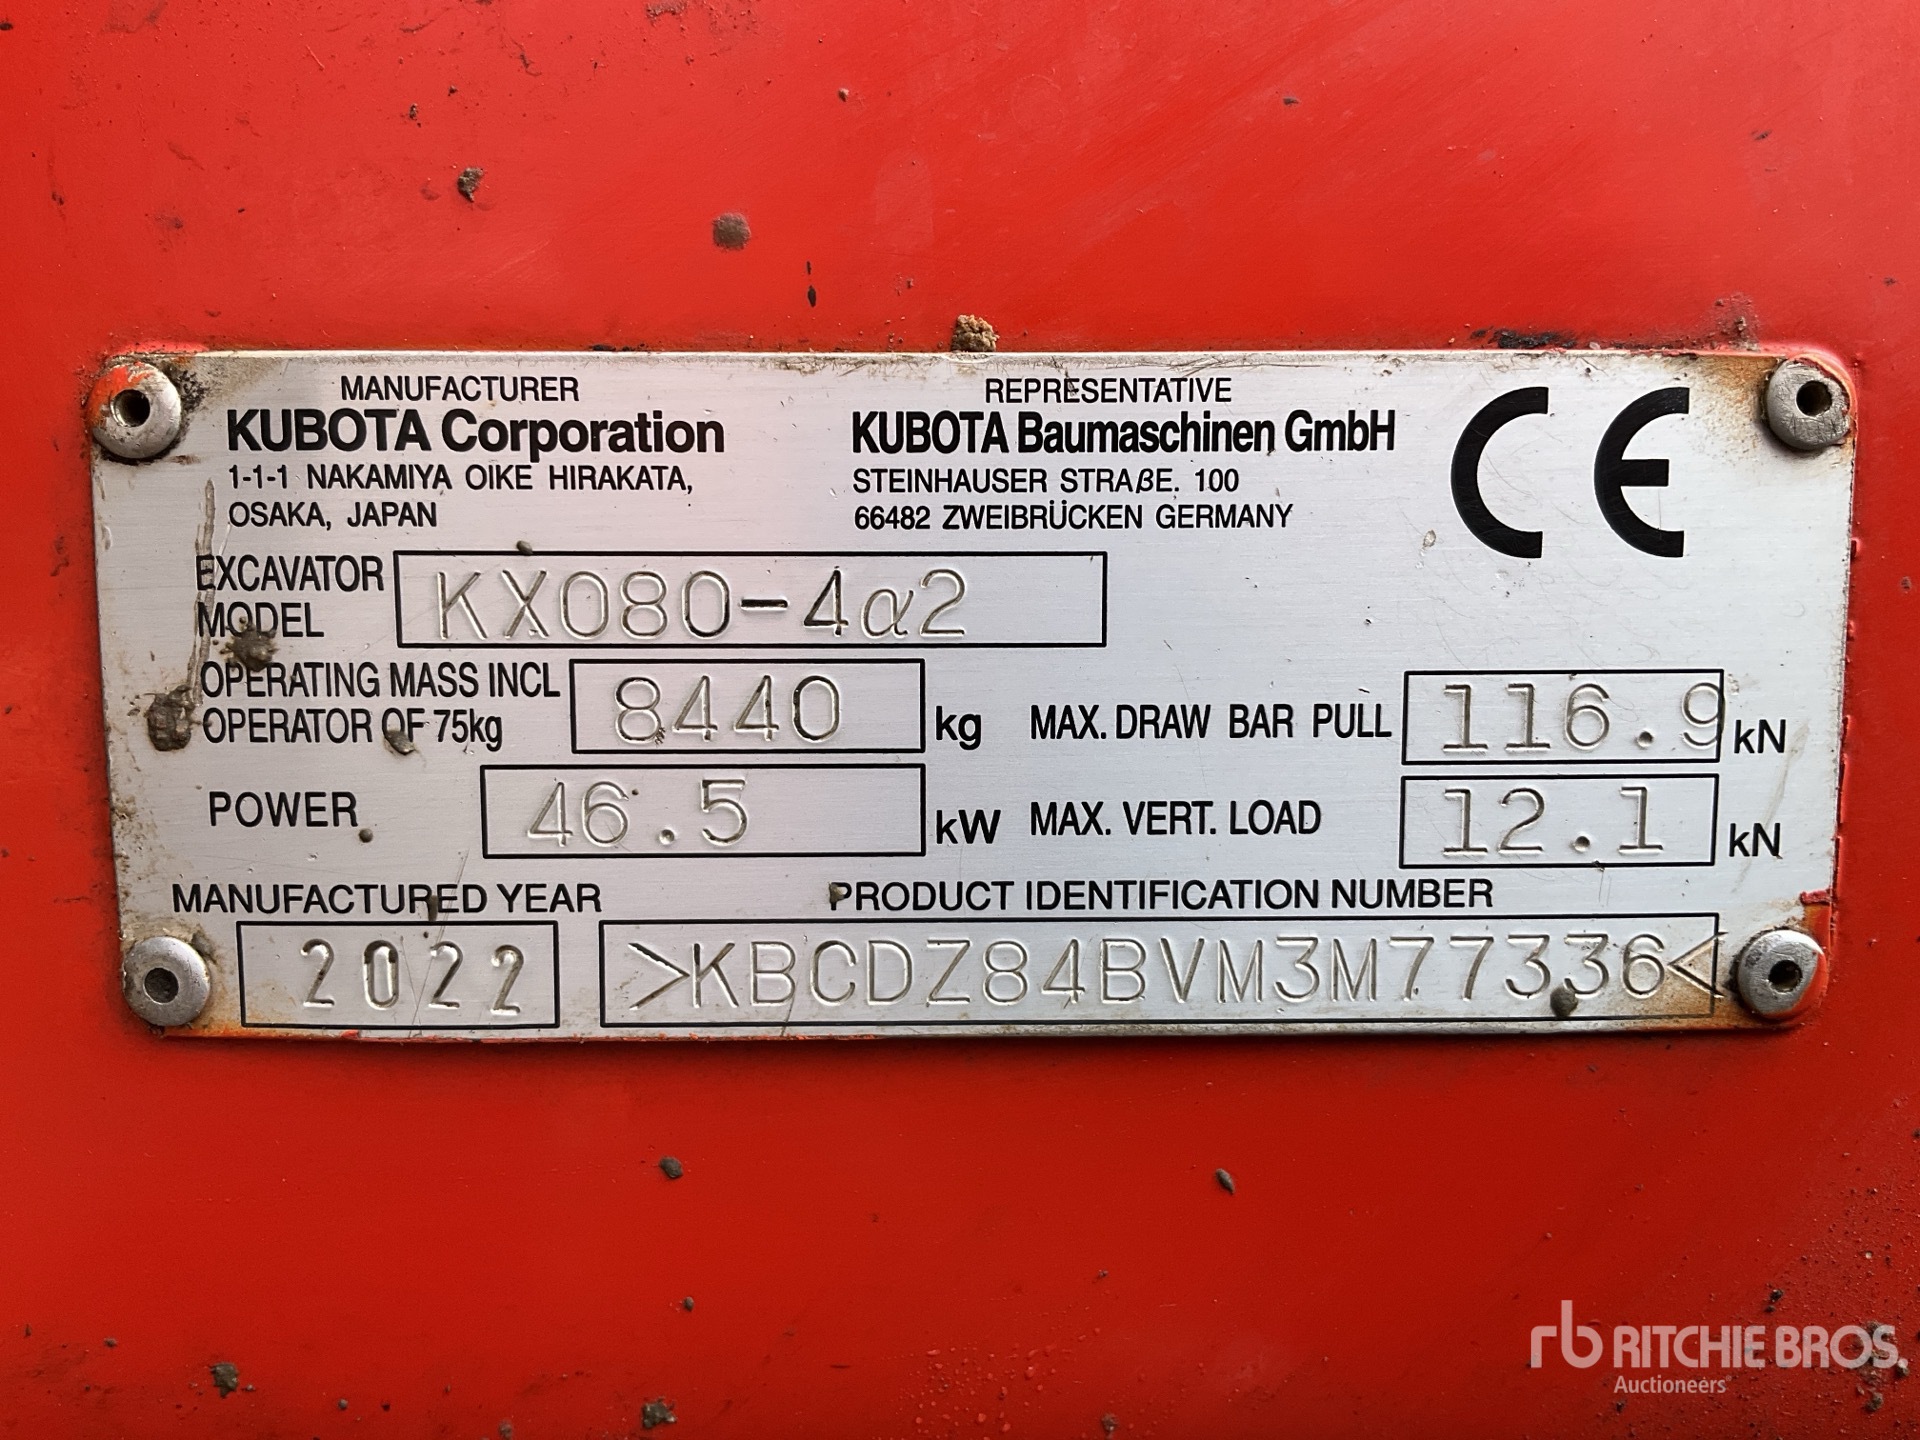 MANUFACTURER
KUBOTA Corporation
1-1-1 NAKAMIYA OIKE HIRAKATA,
OSAKA, JAPAN
REPRESENTATIVE
KUBOTA Baumaschinen GmbH
STEINHAUSER STRAßE. 100
66482 ZWEIBRÜCKEN GERMANY
CE
EXCAVATOR
MODEL
KX080-4α2
OPERATING MASS INCL
OPERATOR OF 75kg
8440 kg
MAX. DRAW BAR PULL 116.9 kN
POWER 46.5 kW
MAX. VERT. LOAD 12.1 kN
MANUFACTURED YEAR
2022
PRODUCT IDENTIFICATION NUMBER
>KBCDZ84BVM3M77336<
rb RITCHIE BROS.
Auctioneers